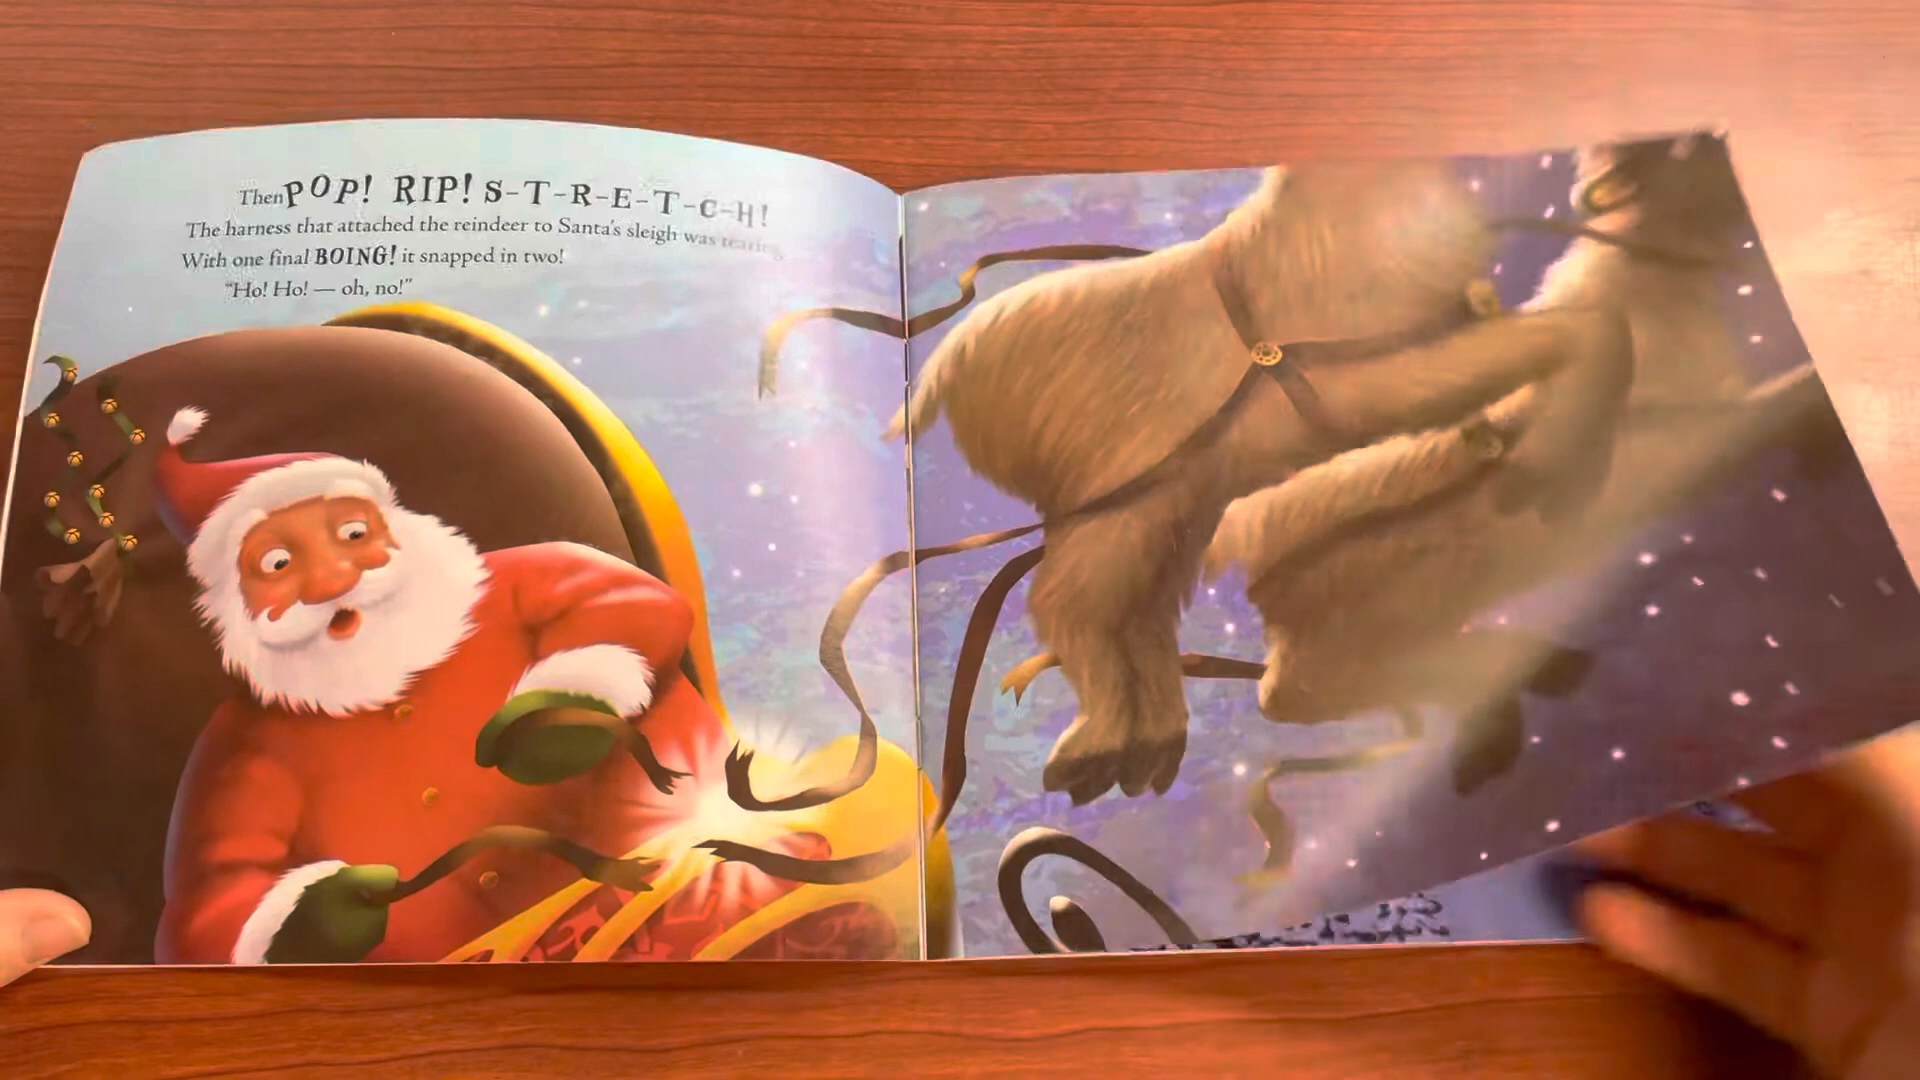 Then POP! RIP! S-T-R-E-T-C-H!
The harness that attached the reindeer to Santa's sleigh was tearing.
With one final BOING! it snapped in two!
"Ho! Ho! — oh, no!"